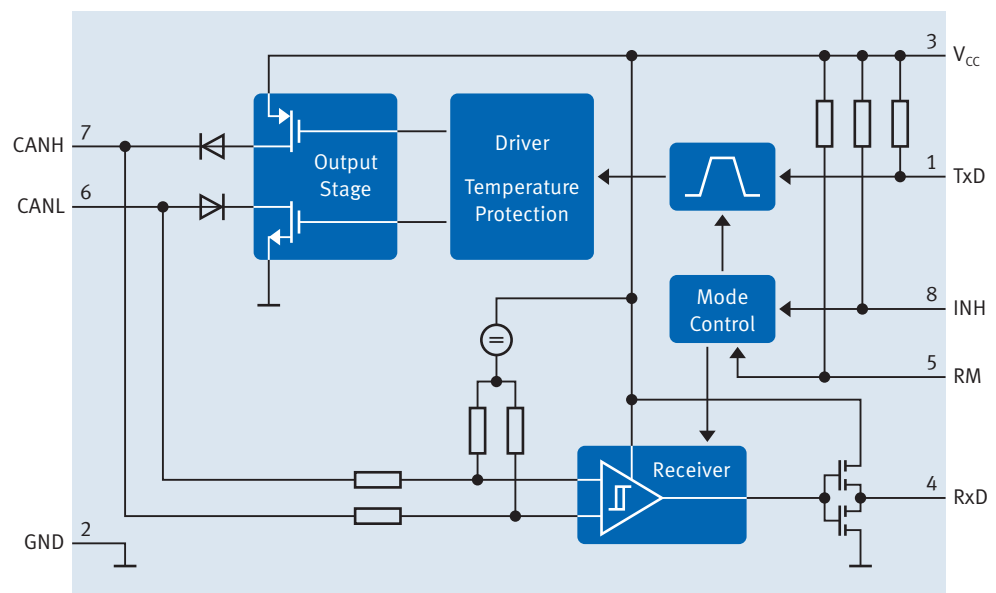 3
V_CC
7
CANH
Output
Stage
Driver
Temperature
Protection
1
TxD
6
CANL
Mode
Control
8
INH
=
5
RM
Receiver
4
RxD
2
GND